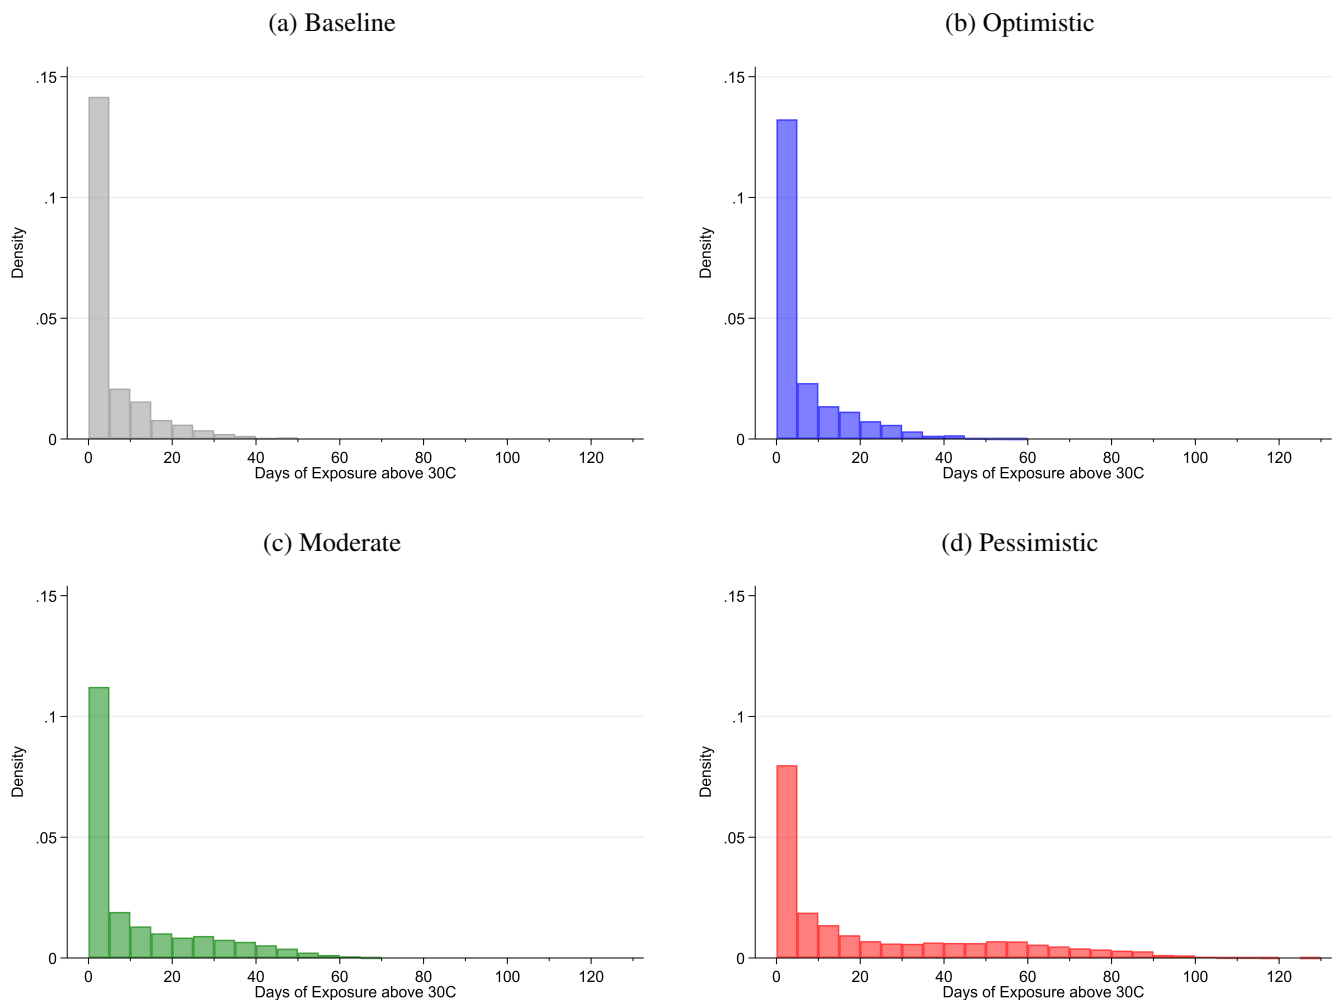 (a) Baseline
.15
.1
.05
0
Density
0 20 40 60 80 100 120
Days of Exposure above 30C
(b) Optimistic
.15
.1
.05
0
Density
0 20 40 60 80 100 120
Days of Exposure above 30C
(c) Moderate
.15
.1
.05
0
Density
0 20 40 60 80 100 120
Days of Exposure above 30C
(d) Pessimistic
.15
.1
.05
0
Density
0 20 40 60 80 100 120
Days of Exposure above 30C